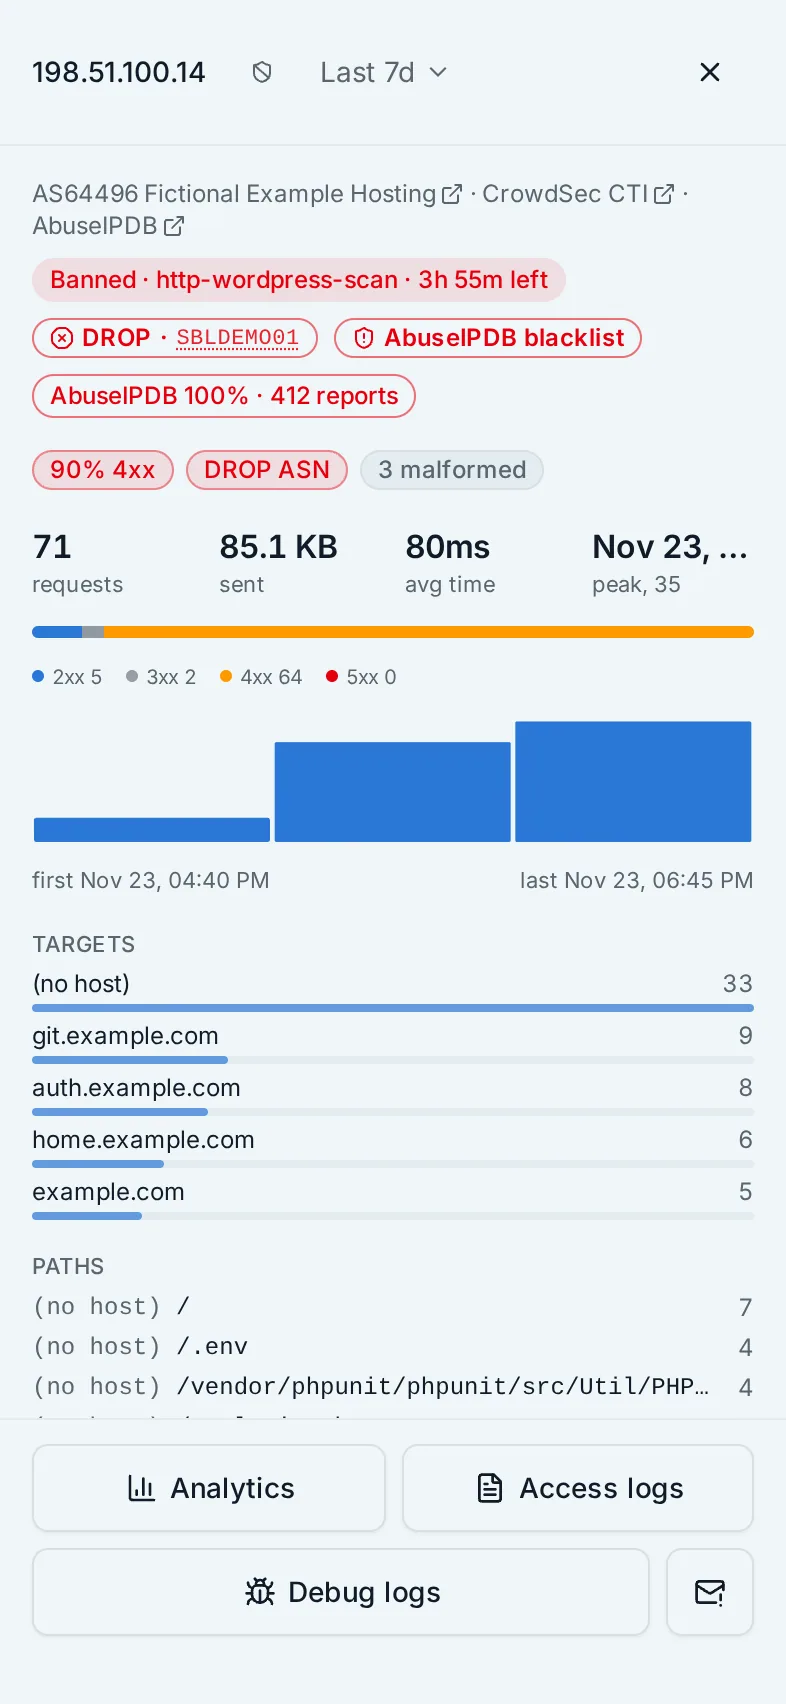 198.51.100.14 Last 7d
AS64496 Fictional Example Hosting · CrowdSec CTI ·
AbuseIPDB
Banned · http-wordpress-scan · 3h 55m left
DROP · SBLDEMO01 AbuseIPDB blacklist
AbuseIPDB 100% · 412 reports
90% 4xx DROP ASN 3 malformed
71 85.1 KB 80ms Nov 23, ...
requests sent avg time peak, 35
2xx 5 3xx 2 4xx 64 5xx 0
first Nov 23, 04:40 PM last Nov 23, 06:45 PM
TARGETS
(no host) 33
git.example.com 9
auth.example.com 8
home.example.com 6
example.com 5
PATHS
(no host) / 7
(no host) /.env 4
(no host) /vendor/phpunit/phpunit/src/Util/PHP… 4
Analytics Access logs
Debug logs